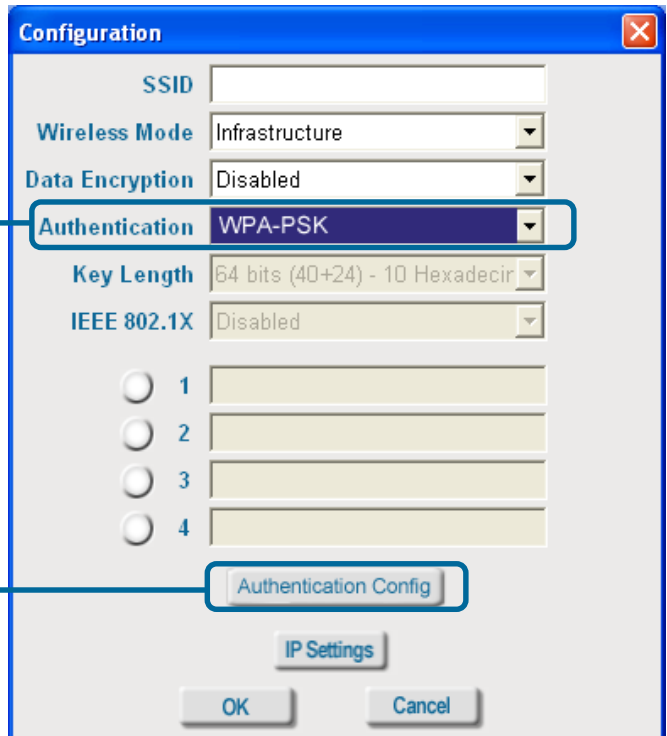 Configuration
SSID
Wireless Mode Infrastructure
Data Encryption Disabled
Authentication WPA-PSK
Key Length 64 bits (40+24) - 10 Hexadecir
IEEE 802.1X Disabled
1
2
3
4
Authentication Config
IP Settings
OK Cancel